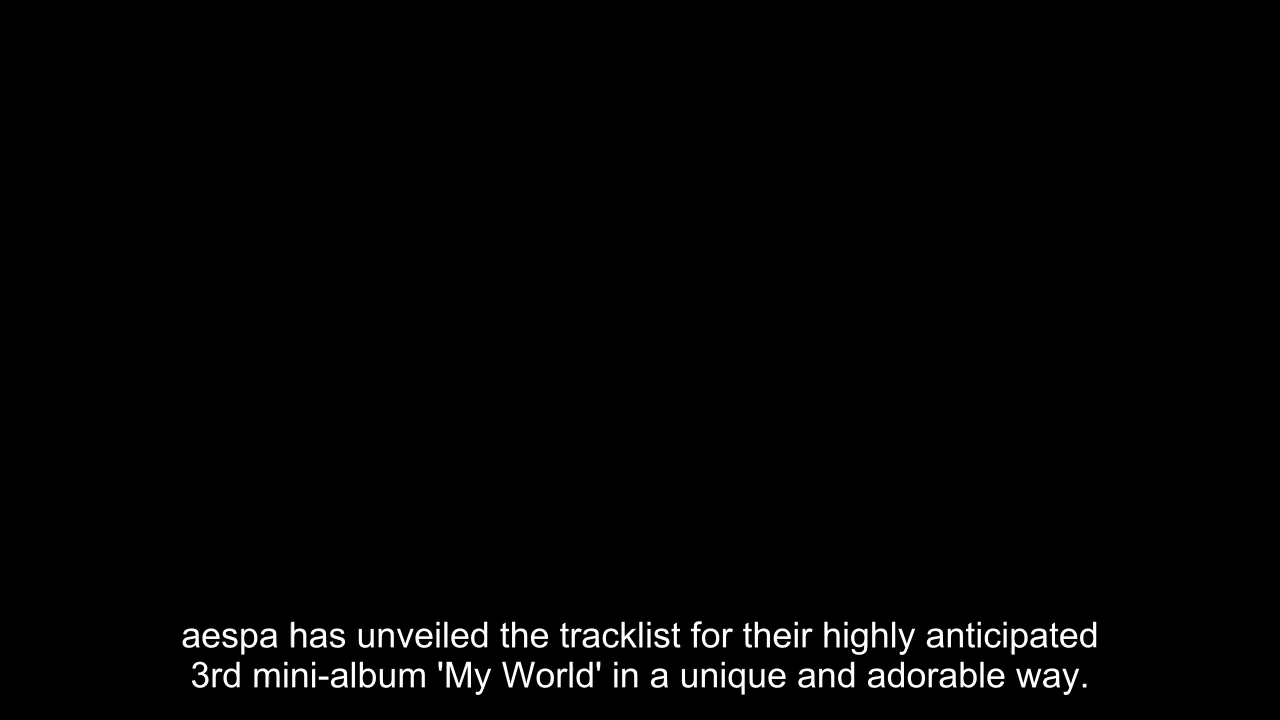 aespa has unveiled the tracklist for their highly anticipated
3rd mini-album 'My World' in a unique and adorable way.